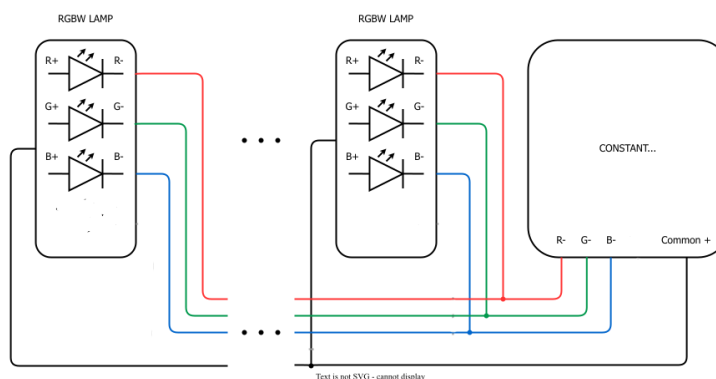 RGBW LAMP
RGBW LAMP
R+ R-
G+ G-
B+ B-
R+ R-
G+ G-
B+ B-
CONSTANT...
R- G- B- Common +
Text is not SVG - cannot display